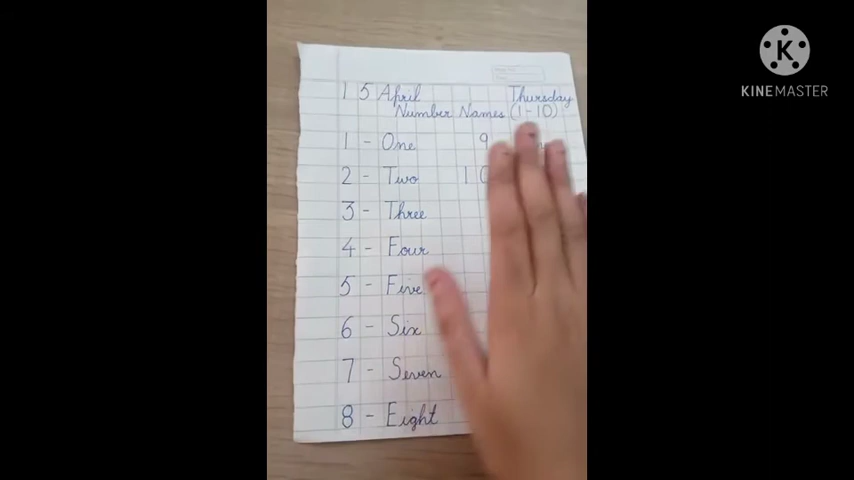 15 April Thursday
Number Names (1-10)
1 - One 9
2 - Two 10
3 - Three
4 - Four
5 - Five
6 - Six
7 - Seven
8 - Eight
KINEMASTER